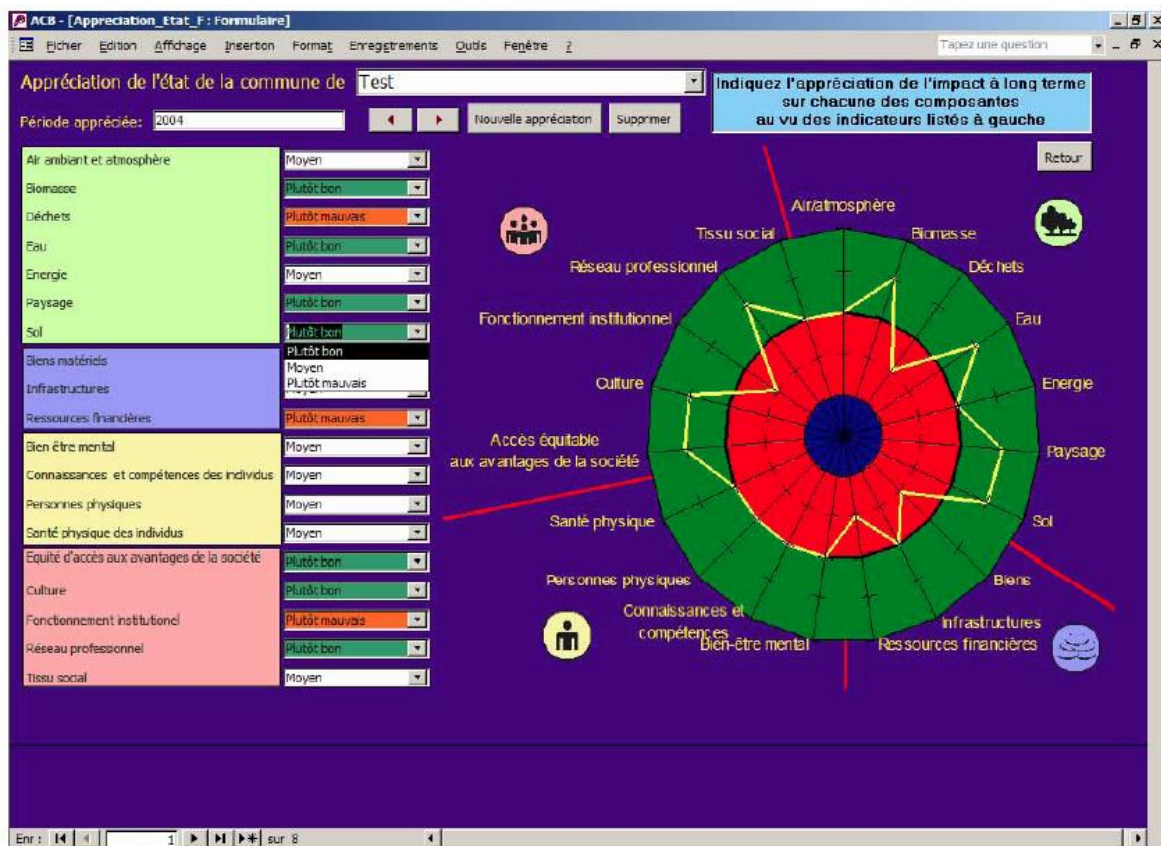 ACB - [Appreciation_Etat_F : Formulaire]
Fichier Edition Affichage Insertion Format Enregistrements Outils Fenêtre ?
Tapez une question
Appréciation de l'état de la commune de Test
Indiquez l'appréciation de l'impact à long terme
sur chacune des composantes
au vu des indicateurs listés à gauche
Période appréciée: 2004
Nouvelle appréciation
Supprimer
Retour
Air ambiant et atmosphère Moyen
Biomasse Plutôt bon
Déchets Plutôt mauvais
Eau Plutôt bon
Energie Moyen
Paysage Plutôt bon
Sol Plutôt bon
Plutôt bon
Moyen
Plutôt mauvais
Biens matériels
Infrastructures Moyen
Ressources financières Plutôt mauvais
Bien être mental Moyen
Connaissances et compétences des individus Moyen
Personnes physiques Moyen
Santé physique des individus Moyen
Equité d'accès aux avantages de la société Plutôt bon
Culture Plutôt bon
Fonctionnement institutionel Plutôt mauvais
Réseau professionnel Plutôt bon
Tissu social Moyen
Air/atmosphère
Biomasse
Déchets
Eau
Energie
Paysage
Sol
Biens
Infrastructures
Ressources financières
Bien-être mental
Connaissances et
compétences
Personnes physiques
Santé physique
Accès équitable
aux avantages de la société
Culture
Fonctionnement institutionnel
Réseau professionnel
Tissu social
Enr : 1 sur 8